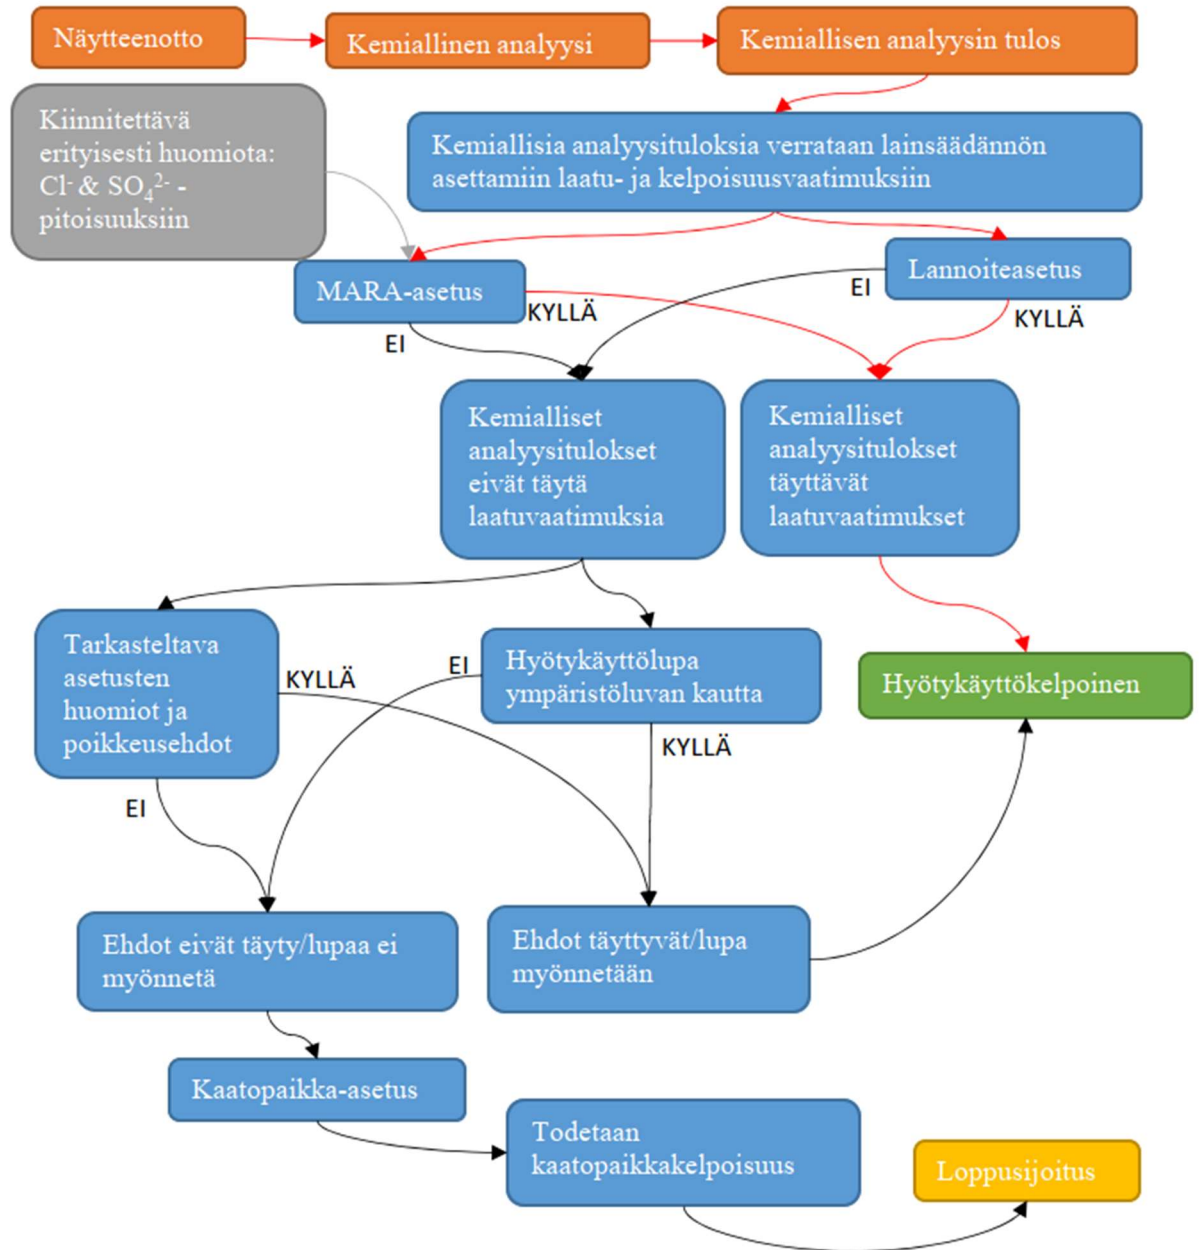 Näytteenotto
Kemiallinen analyysi
Kemiallisen analyysin tulos
Kiinnitettävä
erityisesti huomiota:
Cl⁻ & SO₄²⁻ -
pitoisuuksiin
Kemiallisia analyysituloksia verrataan lainsäädännön
asettamiin laatu- ja kelpoisuusvaatimuksiin
MARA-asetus
Lannoiteasetus
EI
KYLLÄ
EI
KYLLÄ
Kemialliset
analyysitulokset
eivät täytä
laatuvaatimuksia
Kemialliset
analyysitulokset
täyttävät
laatuvaatimukset
Tarkasteltava
asetusten
huomiot ja
poikkeusehdot
KYLLÄ
EI
Hyötykäyttölupa
ympäristöluvan kautta
KYLLÄ
Hyötykäyttökelpoinen
EI
Ehdot eivät täyty/lupaa ei
myönnetä
Ehdot täyttyvät/lupa
myönnetään
Kaatopaikka-asetus
Todetaan
kaatopaikkakelpoisuus
Loppusijoitus